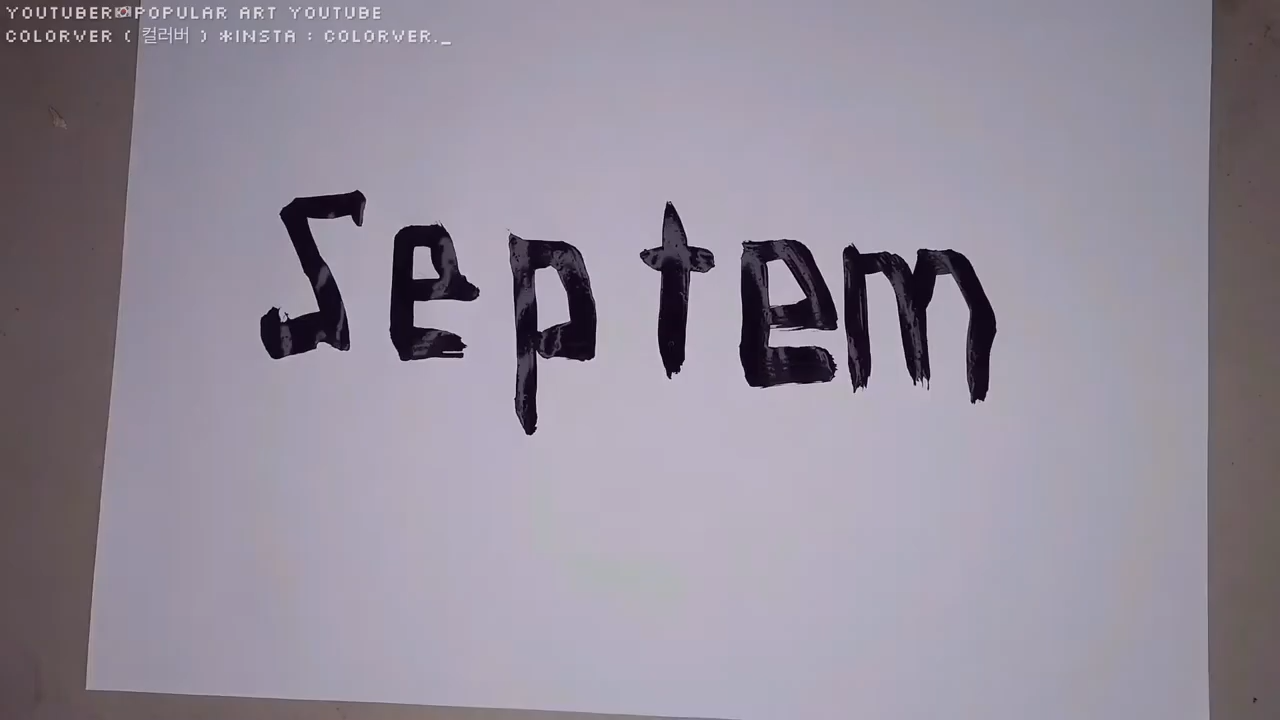 YOUTUBER🇰🇷POPULAR ART YOUTUBE
COLORVER ( 컬러버 ) *INSTA : COLORVER._
Septem